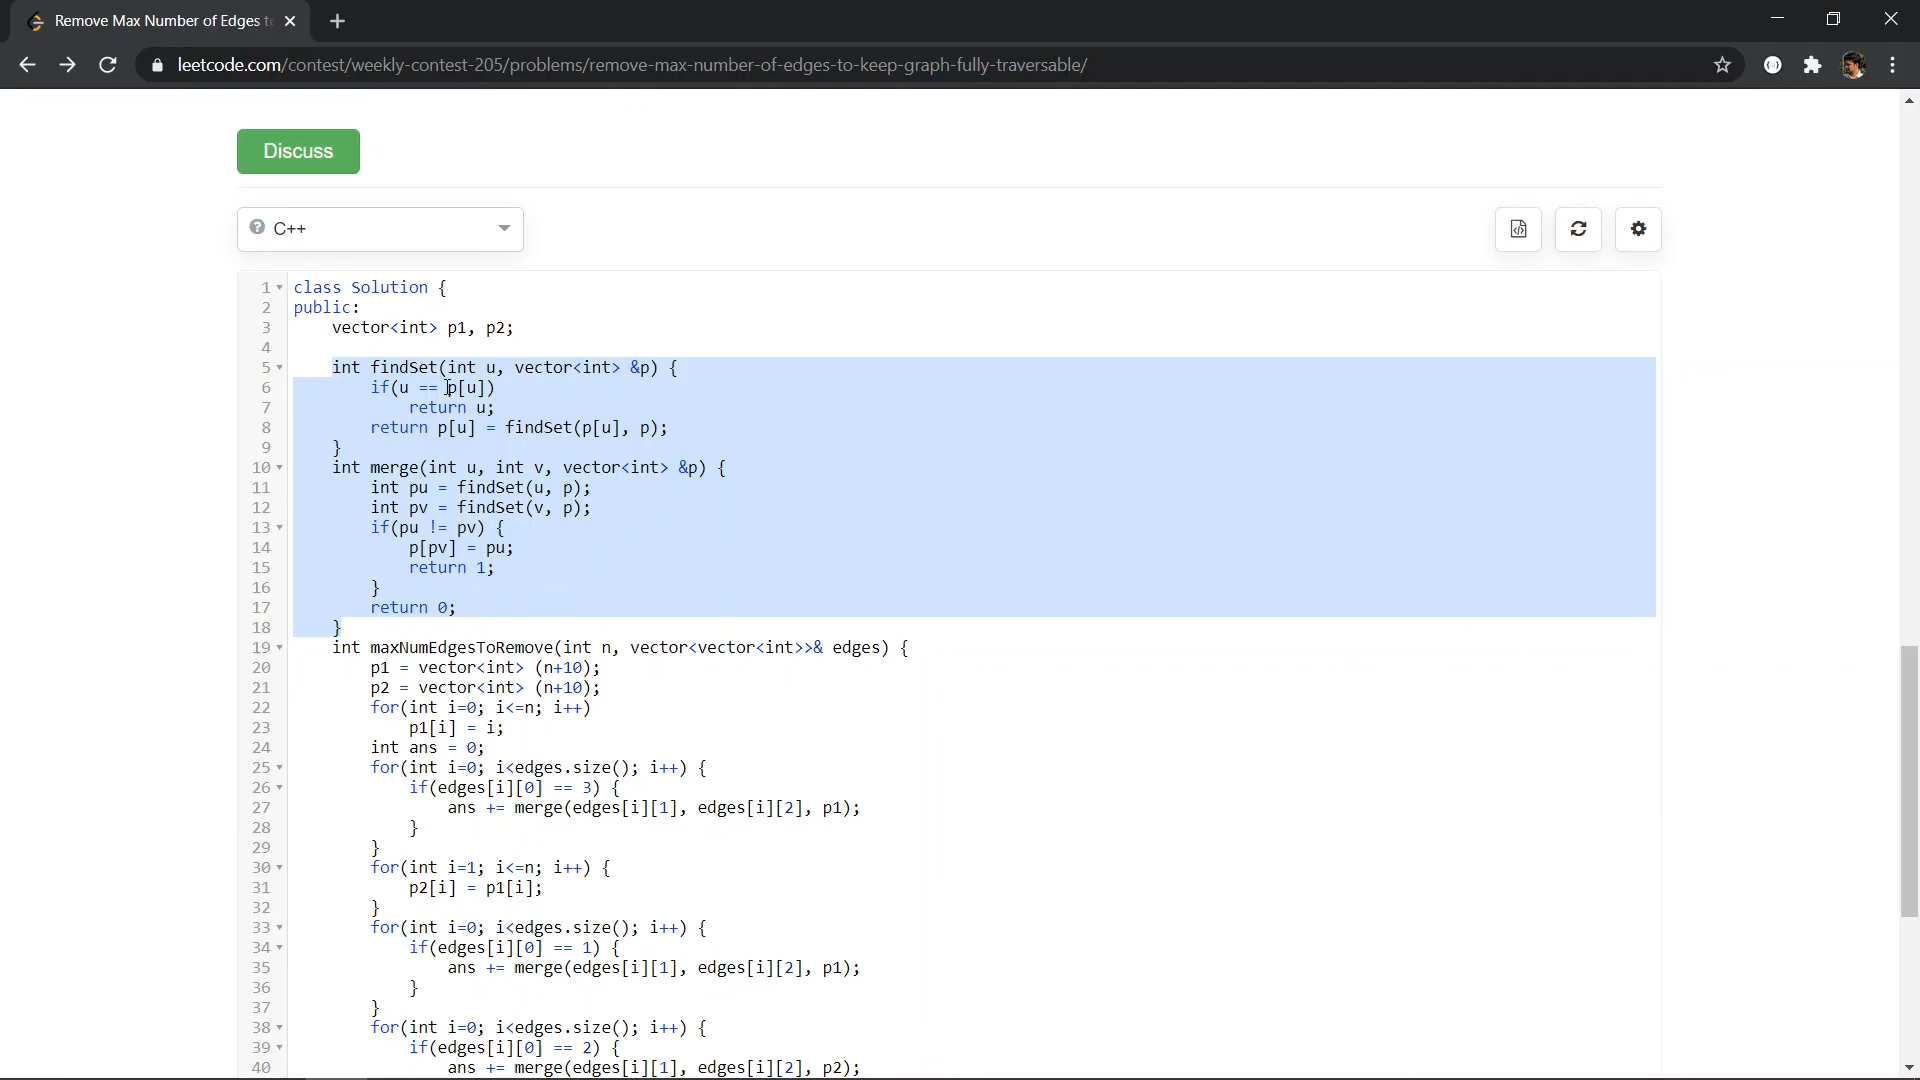 Remove Max Number of Edges t
leetcode.com/contest/weekly-contest-205/problems/remove-max-number-of-edges-to-keep-graph-fully-traversable/
Discuss
C++
1 class Solution {
2 public:
3 vector<int> p1, p2;
4
5 int findSet(int u, vector<int> &p) {
6 if(u == p[u])
7 return u;
8 return p[u] = findSet(p[u], p);
9 }
10 int merge(int u, int v, vector<int> &p) {
11 int pu = findSet(u, p);
12 int pv = findSet(v, p);
13 if(pu != pv) {
14 p[pv] = pu;
15 return 1;
16 }
17 return 0;
18 }
19 int maxNumEdgesToRemove(int n, vector<vector<int>>& edges) {
20 p1 = vector<int> (n+10);
21 p2 = vector<int> (n+10);
22 for(int i=0; i<=n; i++)
23 p1[i] = i;
24 int ans = 0;
25 for(int i=0; i<edges.size(); i++) {
26 if(edges[i][0] == 3) {
27 ans += merge(edges[i][1], edges[i][2], p1);
28 }
29 }
30 for(int i=1; i<=n; i++) {
31 p2[i] = p1[i];
32 }
33 for(int i=0; i<edges.size(); i++) {
34 if(edges[i][0] == 1) {
35 ans += merge(edges[i][1], edges[i][2], p1);
36 }
37 }
38 for(int i=0; i<edges.size(); i++) {
39 if(edges[i][0] == 2) {
40 ans += merge(edges[i][1], edges[i][2], p2);